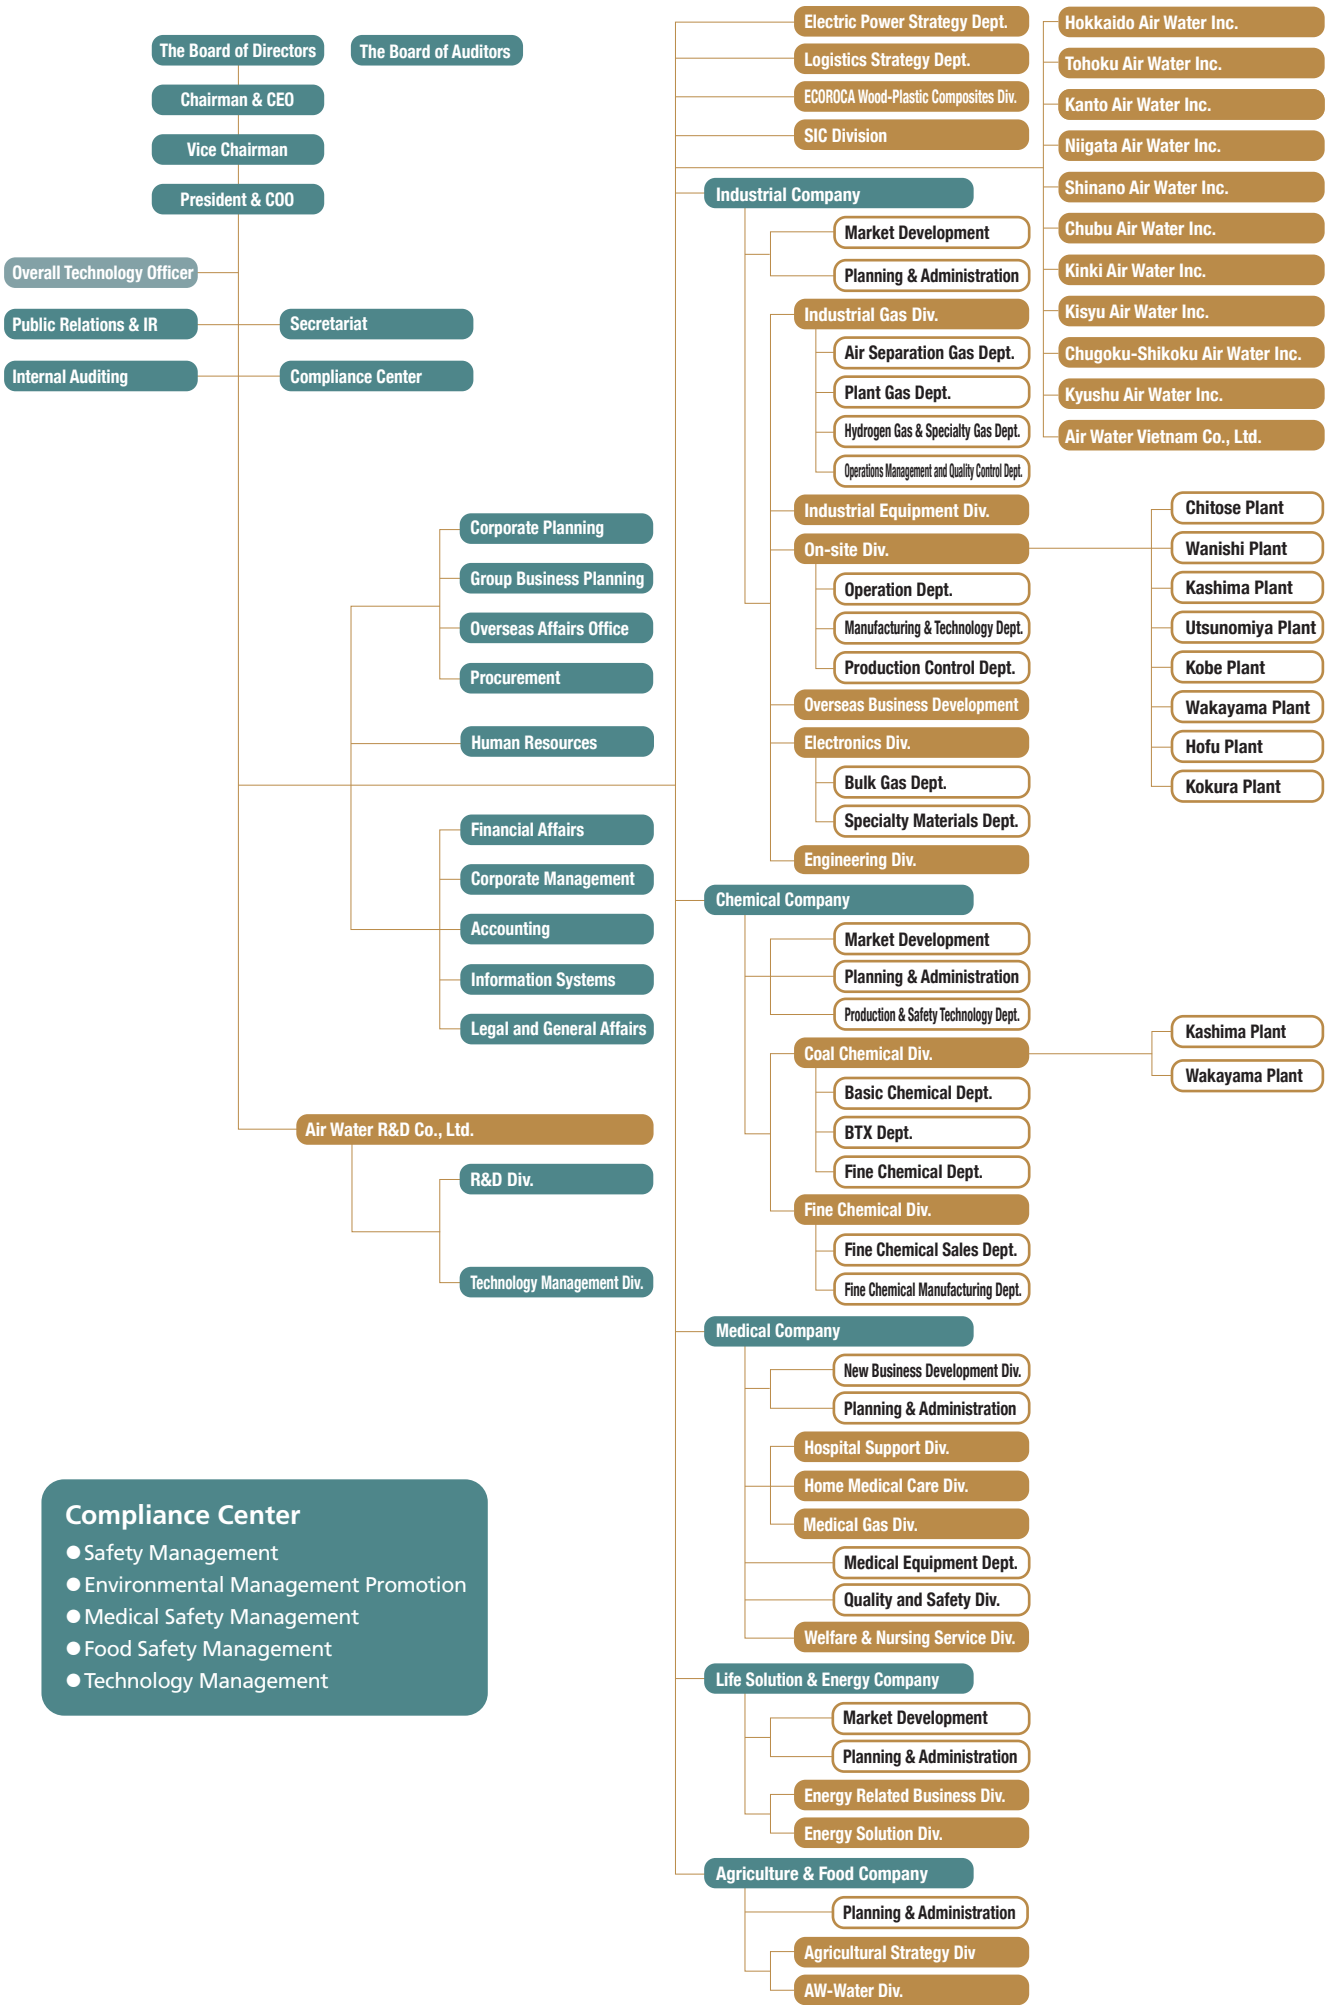 The Board of Directors
The Board of Auditors
Chairman & CEO
Vice Chairman
President & COO
Overall Technology Officer
Public Relations & IR
Secretariat
Internal Auditing
Compliance Center
Corporate Planning
Group Business Planning
Overseas Affairs Office
Procurement
Human Resources
Financial Affairs
Corporate Management
Accounting
Information Systems
Legal and General Affairs
Air Water R&D Co., Ltd.
R&D Div.
Technology Management Div.
Compliance Center
●Safety Management
●Environmental Management Promotion
●Medical Safety Management
●Food Safety Management
●Technology Management
Electric Power Strategy Dept.
Logistics Strategy Dept.
ECOROCA Wood-Plastic Composites Div.
SIC Division
Industrial Company
Market Development
Planning & Administration
Industrial Gas Div.
Air Separation Gas Dept.
Plant Gas Dept.
Hydrogen Gas & Specialty Gas Dept.
Operations Management and Quality Control Dept.
Industrial Equipment Div.
On-site Div.
Operation Dept.
Manufacturing & Technology Dept.
Production Control Dept.
Overseas Business Development
Electronics Div.
Bulk Gas Dept.
Specialty Materials Dept.
Engineering Div.
Chemical Company
Market Development
Planning & Administration
Production & Safety Technology Dept.
Coal Chemical Div.
Basic Chemical Dept.
BTX Dept.
Fine Chemical Dept.
Fine Chemical Div.
Fine Chemical Sales Dept.
Fine Chemical Manufacturing Dept.
Medical Company
New Business Development Div.
Planning & Administration
Hospital Support Div.
Home Medical Care Div.
Medical Gas Div.
Medical Equipment Dept.
Quality and Safety Div.
Welfare & Nursing Service Div.
Life Solution & Energy Company
Market Development
Planning & Administration
Energy Related Business Div.
Energy Solution Div.
Agriculture & Food Company
Planning & Administration
Agricultural Strategy Div
AW-Water Div.
Hokkaido Air Water Inc.
Tohoku Air Water Inc.
Kanto Air Water Inc.
Niigata Air Water Inc.
Shinano Air Water Inc.
Chubu Air Water Inc.
Kinki Air Water Inc.
Kisyu Air Water Inc.
Chugoku-Shikoku Air Water Inc.
Kyushu Air Water Inc.
Air Water Vietnam Co., Ltd.
Chitose Plant
Wanishi Plant
Kashima Plant
Utsunomiya Plant
Kobe Plant
Wakayama Plant
Hofu Plant
Kokura Plant
Kashima Plant
Wakayama Plant